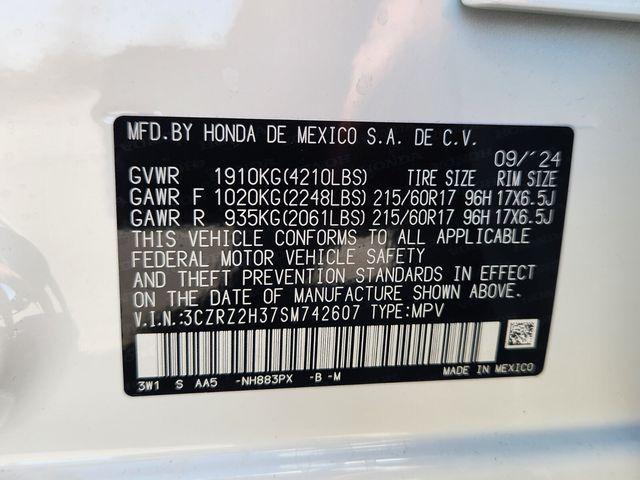 MFD.BY HONDA DE MEXICO S.A. DE C.V.
09/'24
GVWR 1910KG(4210LBS) TIRE SIZE RIM SIZE
GAWR F 1020KG(2248LBS) 215/60R17 96H 17X6.5J
GAWR R 935KG(2061LBS) 215/60R17 96H 17X6.5J
THIS VEHICLE CONFORMS TO ALL APPLICABLE
FEDERAL MOTOR VEHICLE SAFETY
AND THEFT PREVENTION STANDARDS IN EFFECT
ON THE DATE OF MANUFACTURE SHOWN ABOVE.
V.I.N.:3CZRZ2H37SM742607 TYPE:MPV
3W1 S AA5 -NH883PX -B -M
MADE IN MEXICO